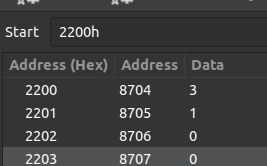 Start 2200h
Address (Hex) Address Data
2200 8704 3
2201 8705 1
2202 8706 0
2203 8707 0